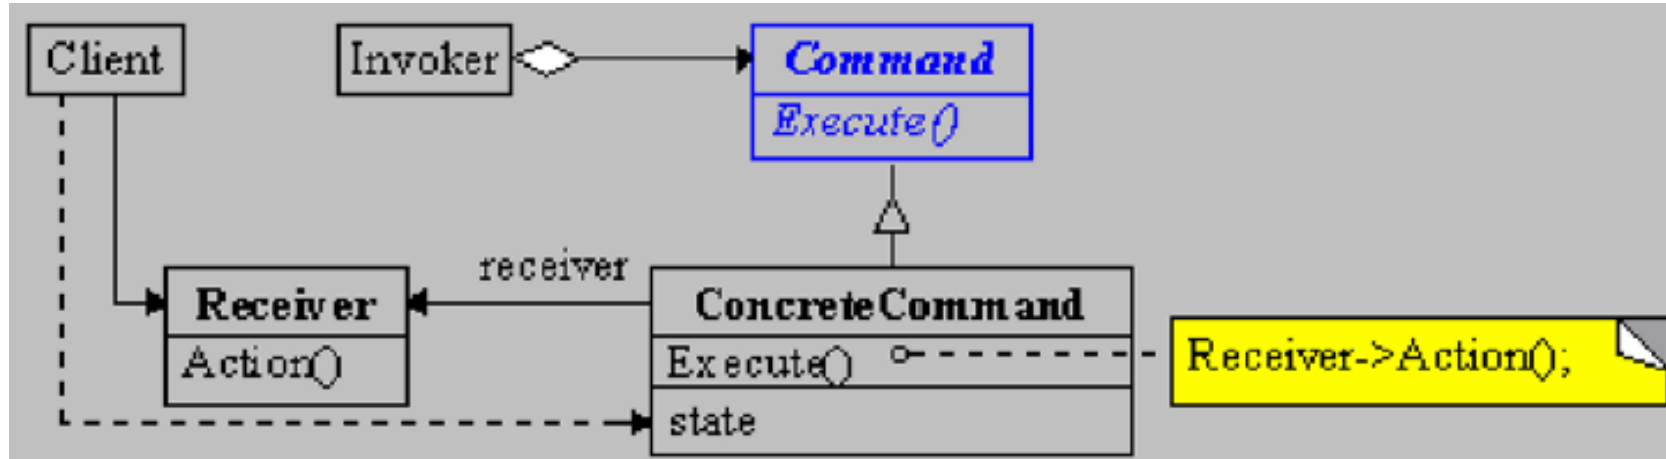 Client
Invoker
Command
Execute()
receiver
Receiver
Action()
ConcreteCommand
Execute()
state
Receiver->Action();